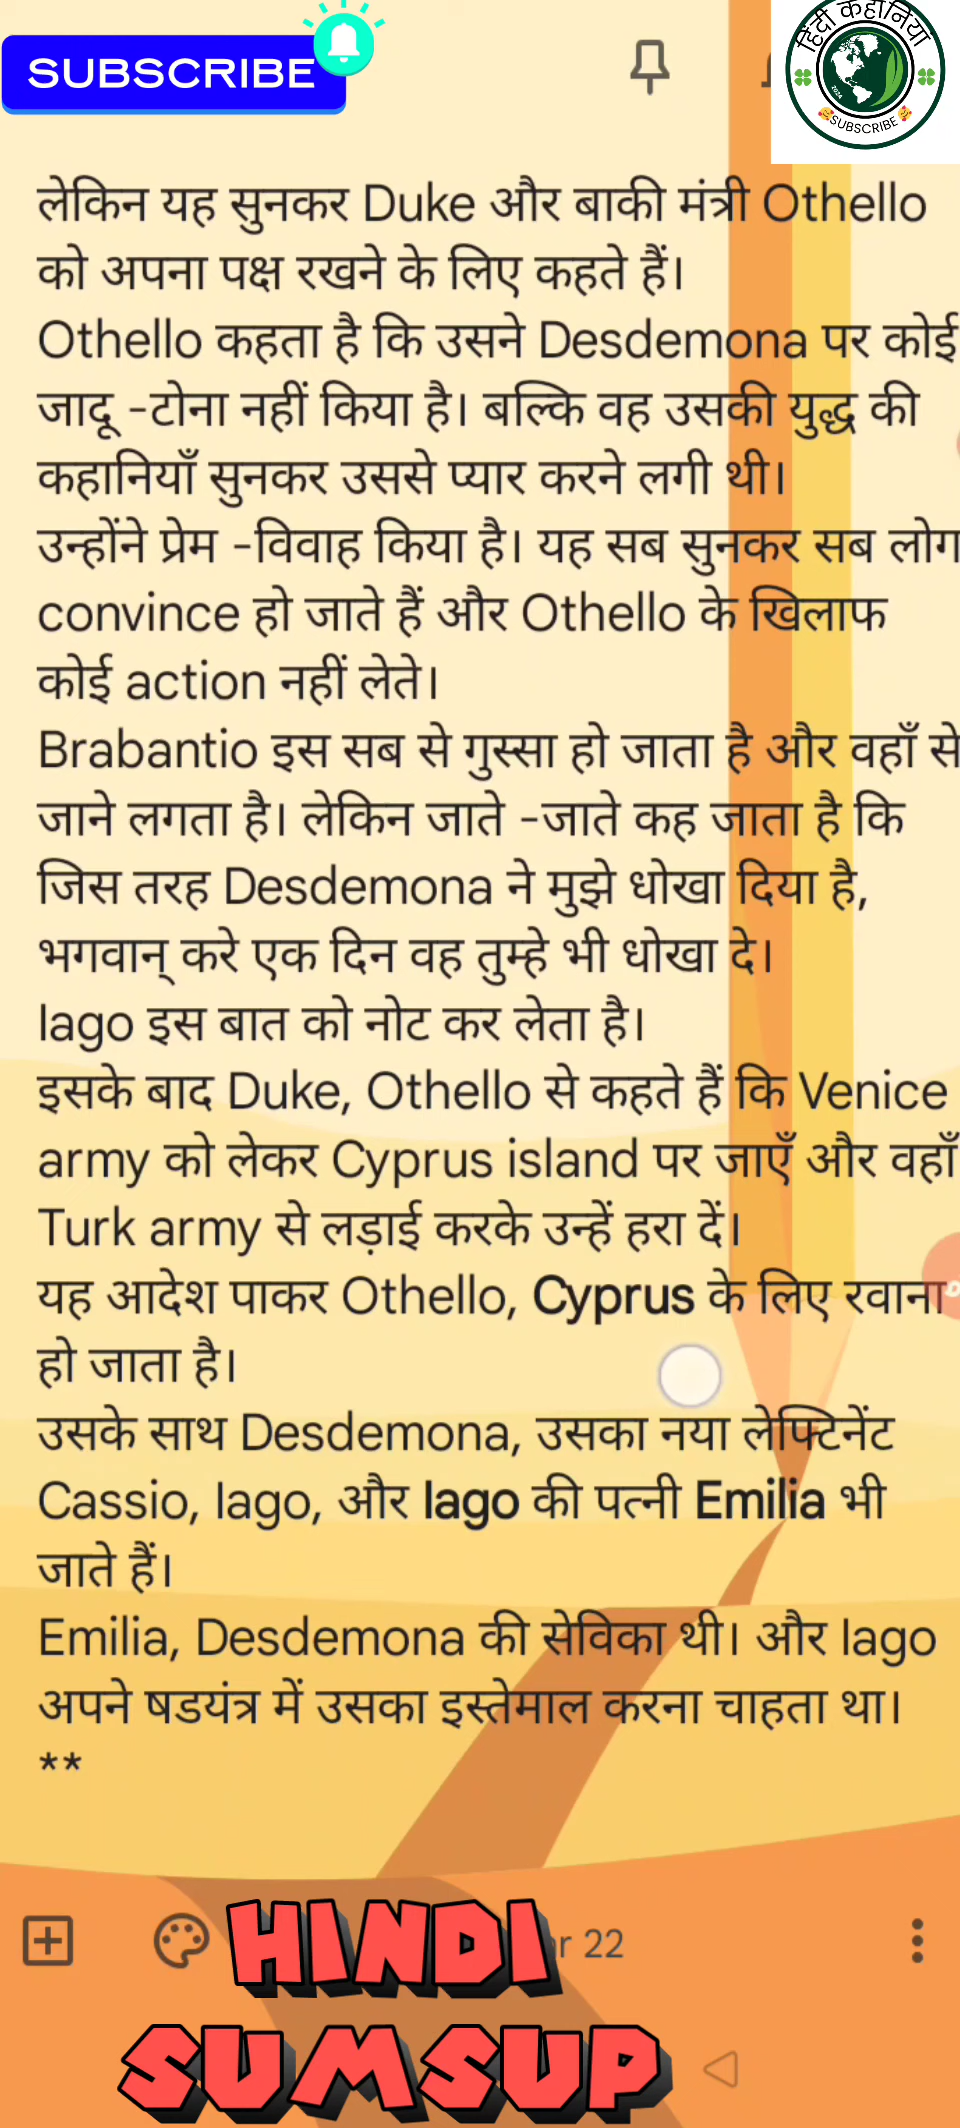 SUBSCRIBE
हिंदी कहानियां
2024
SUBSCRIBE
लेकिन यह सुनकर Duke और बाकी मंत्री Othello
को अपना पक्ष रखने के लिए कहते हैं।
Othello कहता है कि उसने Desdemona पर कोई
जादू -टोना नहीं किया है। बल्कि वह उसकी युद्ध की
कहानियाँ सुनकर उससे प्यार करने लगी थी।
उन्होंने प्रेम -विवाह किया है। यह सब सुनकर सब लोग
convince हो जाते हैं और Othello के खिलाफ
कोई action नहीं लेते।
Brabantio इस सब से गुस्सा हो जाता है और वहाँ से
जाने लगता है। लेकिन जाते -जाते कह जाता है कि
जिस तरह Desdemona ने मुझे धोखा दिया है,
भगवान् करे एक दिन वह तुम्हे भी धोखा दे।
Iago इस बात को नोट कर लेता है।
इसके बाद Duke, Othello से कहते हैं कि Venice
army को लेकर Cyprus island पर जाएँ और वहाँ
Turk army से लड़ाई करके उन्हें हरा दें।
यह आदेश पाकर Othello, Cyprus के लिए रवाना
हो जाता है।
उसके साथ Desdemona, उसका नया लेफ्टिनेंट
Cassio, Iago, और Iago की पत्नी Emilia भी
जाते हैं।
Emilia, Desdemona की सेविका थी। और Iago
अपने षडयंत्र में उसका इस्तेमाल करना चाहता था।
**
22
HINDI
SUMSUP